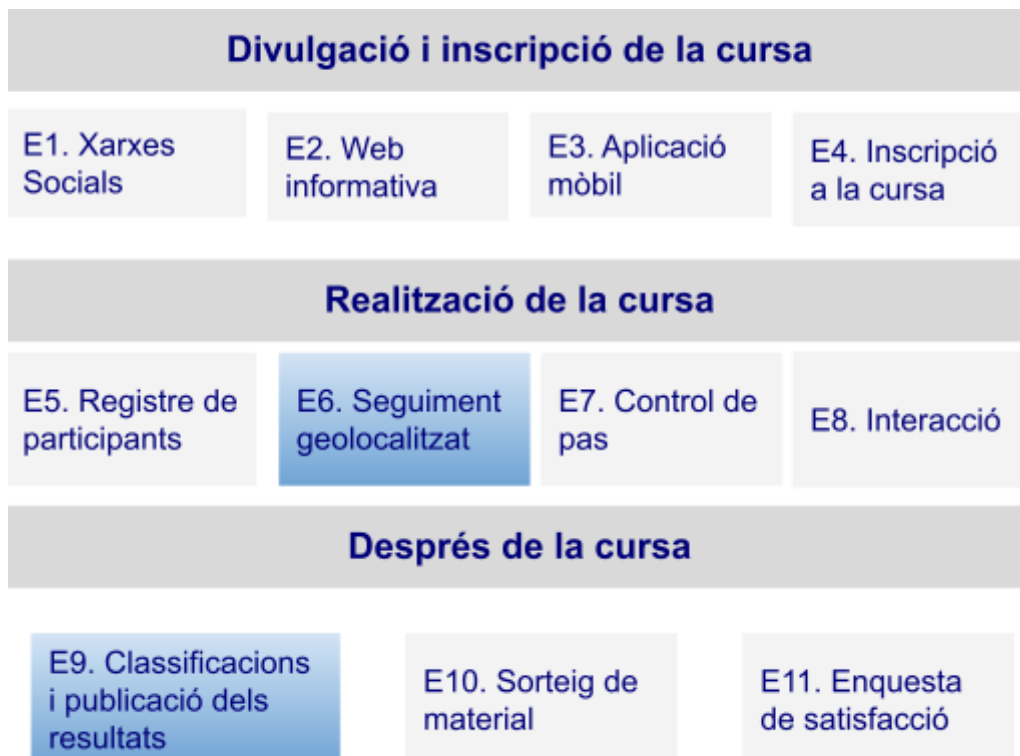 Divulgació i inscripció de la cursa
E1. Xarxes
Socials
E2. Web
informativa
E3. Aplicació
mòbil
E4. Inscripció
a la cursa
Realització de la cursa
E5. Registre de
participants
E6. Seguiment
geolocalitzat
E7. Control de
pas
E8. Interacció
Després de la cursa
E9. Classificacions
i publicació dels
resultats
E10. Sorteig de
material
E11. Enquesta
de satisfacció